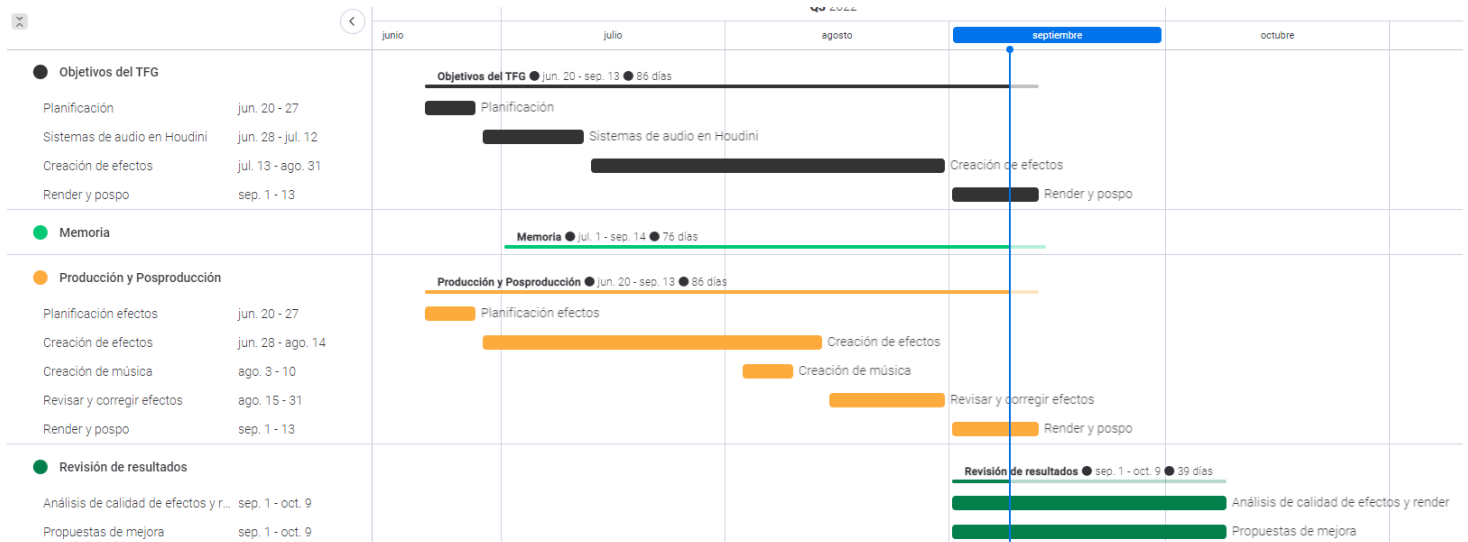 Q3 2022
junio julio agosto septiembre octubre
Objetivos del TFG
Objetivos del TFG ● jun. 20 - sep. 13 ● 86 días
Planificación jun. 20 - 27 Planificación
Sistemas de audio en Houdini jun. 28 - jul. 12 Sistemas de audio en Houdini
Creación de efectos jul. 13 - ago. 31 Creación de efectos
Render y pospo sep. 1 - 13 Render y pospo
Memoria
Memoria ● jul. 1 - sep. 14 ● 76 días
Producción y Posproducción
Producción y Posproducción ● jun. 20 - sep. 13 ● 86 días
Planificación efectos jun. 20 - 27 Planificación efectos
Creación de efectos jun. 28 - ago. 14 Creación de efectos
Creación de música ago. 3 - 10 Creación de música
Revisar y corregir efectos ago. 15 - 31 Revisar y corregir efectos
Render y pospo sep. 1 - 13 Render y pospo
Revisión de resultados
Revisión de resultados ● sep. 1 - oct. 9 ● 39 días
Análisis de calidad de efectos y r... sep. 1 - oct. 9 Análisis de calidad de efectos y render
Propuestas de mejora sep. 1 - oct. 9 Propuestas de mejora